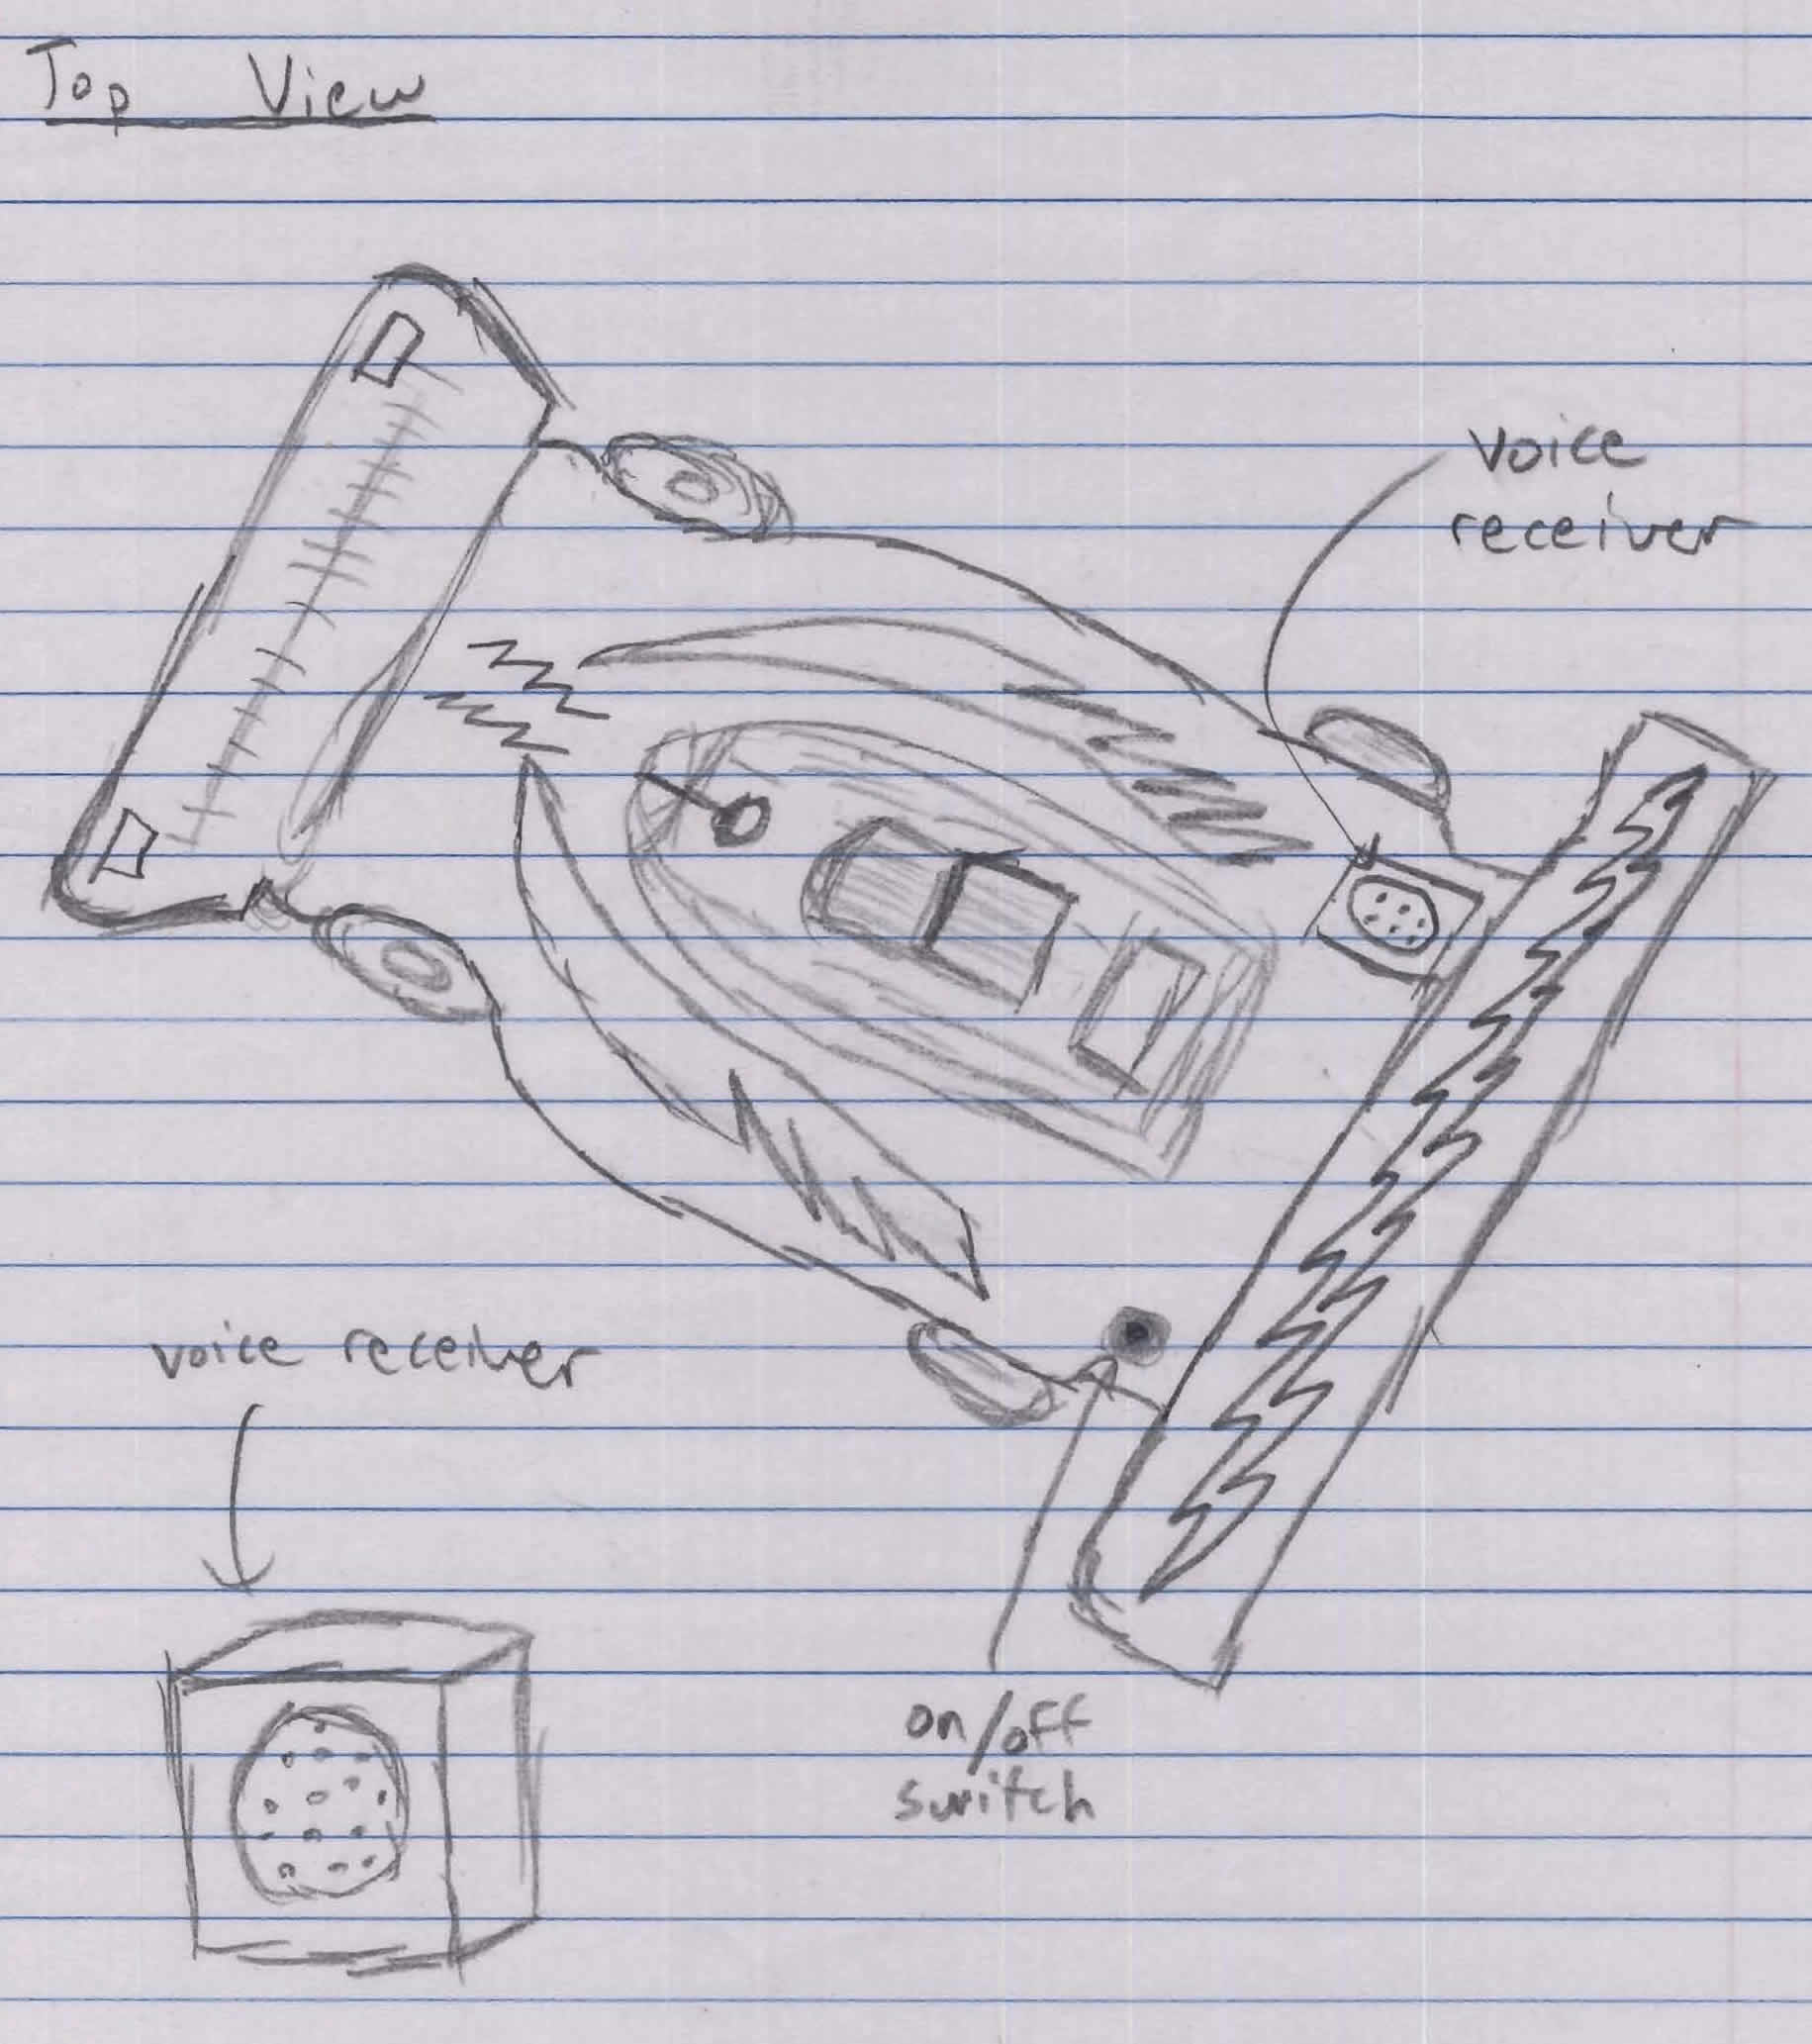 Top View
voice
receiver
voice receiver
on/off
switch